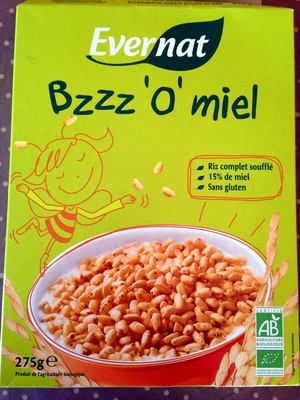 Evernat
Bzzz 'O' miel
Riz complet soufflé
15% de miel
Sans gluten
275g e
Produit de l'agriculture biologique
CERTIFIÉ
AB
AGRICULTURE
BIOLOGIQUE